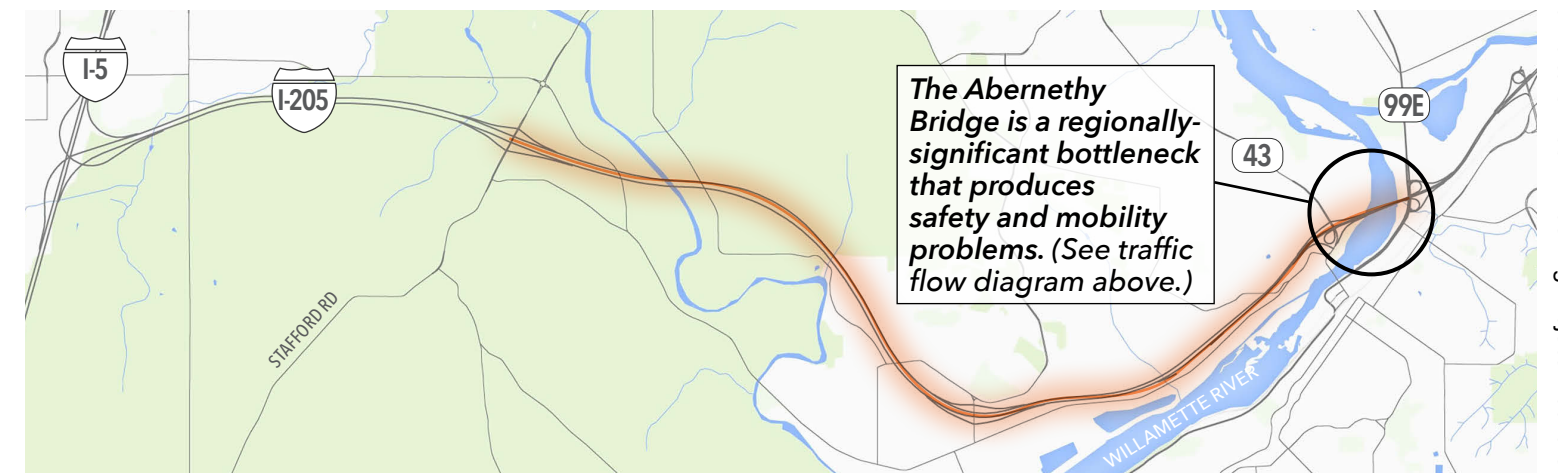 I-5
I-205
The Abernethy
Bridge is a regionally-
significant bottleneck
that produces
safety and mobility
problems. (See traffic
flow diagram above.)
99E
43
STAFFORD RD
WILLAMETTE RIVER